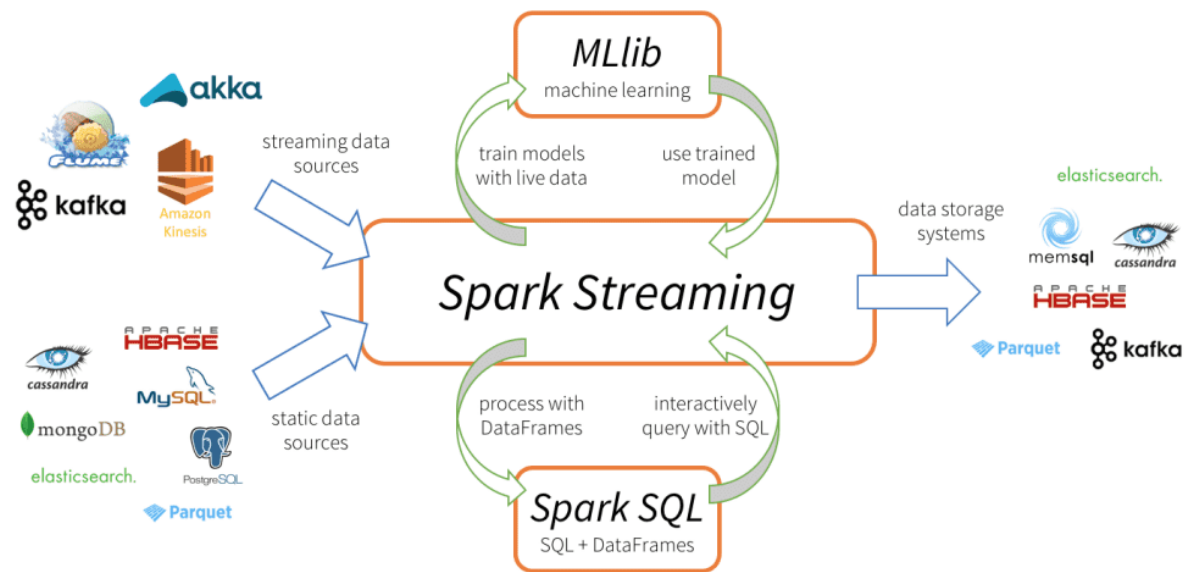 MLlib
machine learning
akka
FLUME
kafka
Amazon
Kinesis
streaming data
sources
train models
with live data
use trained
model
Spark Streaming
data storage
systems
elasticsearch.
memsql
cassandra
APACHE
HBASE
Parquet
kafka
APACHE
HBASE
cassandra
MySQL®
mongoDB
PostgreSQL
elasticsearch.
Parquet
static data
sources
process with
DataFrames
interactively
query with SQL
Spark SQL
SQL + DataFrames